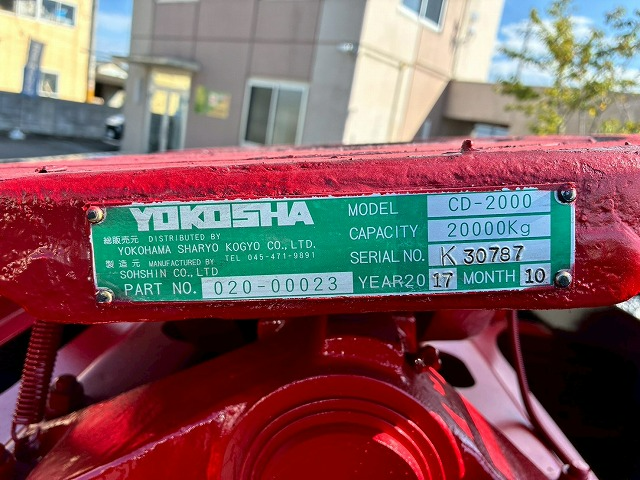 YOKOSHA
総販売元 DISTRIBUTED BY
YOKOHAMA SHARYO KOGYO CO., LTD.
TEL 045-471-9891
製造元 MANUFACTURED BY
SOHSHIN CO., LTD
PART NO. 020-00023
MODEL CD-2000
CAPACITY 20000Kg
SERIAL NO. K 30787
YEAR 2017 MONTH 10